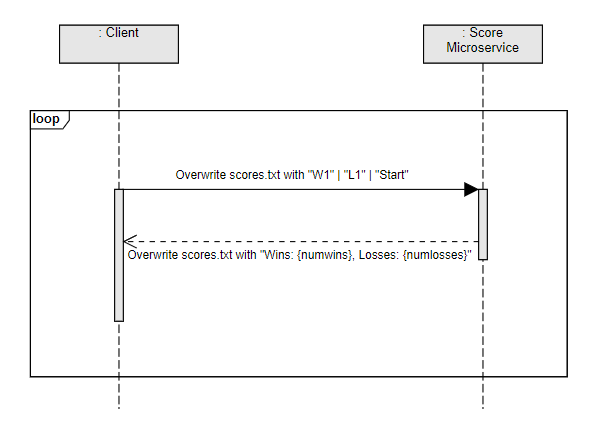 : Client
: Score
Microservice
loop
Overwrite scores.txt with "W1" | "L1" | "Start"
Overwrite scores.txt with "Wins: {numwins}, Losses: {numlosses}"